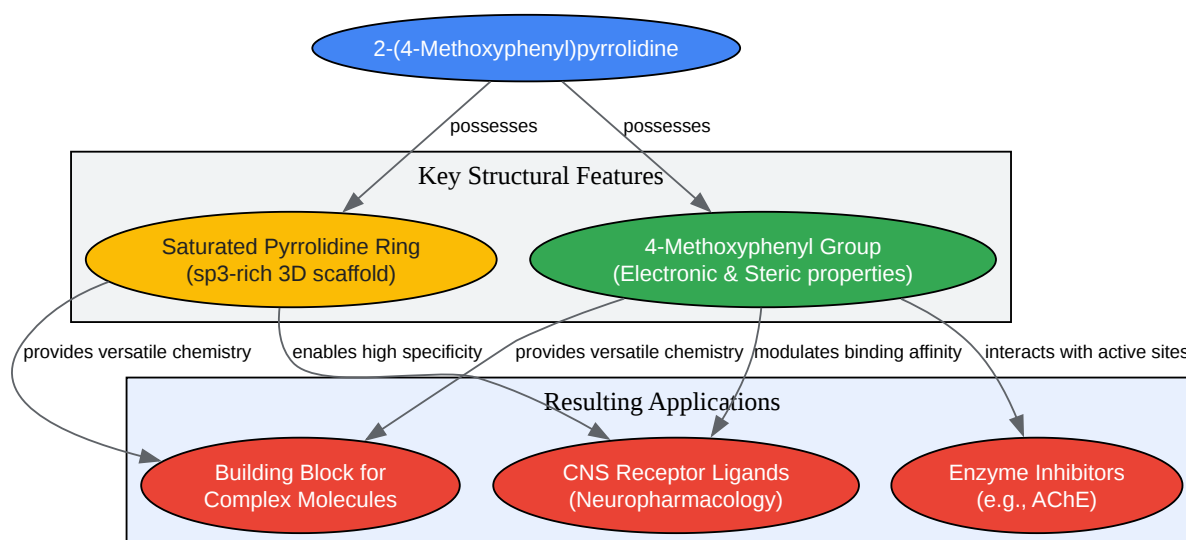 2-(4-Methoxyphenyl)pyrrolidine
possesses
possesses
Key Structural Features
Saturated Pyrrolidine Ring
(sp3-rich 3D scaffold)
4-Methoxyphenyl Group
(Electronic & Steric properties)
provides versatile chemistry
enables high specificity
provides versatile chemistry
modulates binding affinity
interacts with active sites
Resulting Applications
Building Block for
Complex Molecules
CNS Receptor Ligands
(Neuropharmacology)
Enzyme Inhibitors
(e.g., AChE)